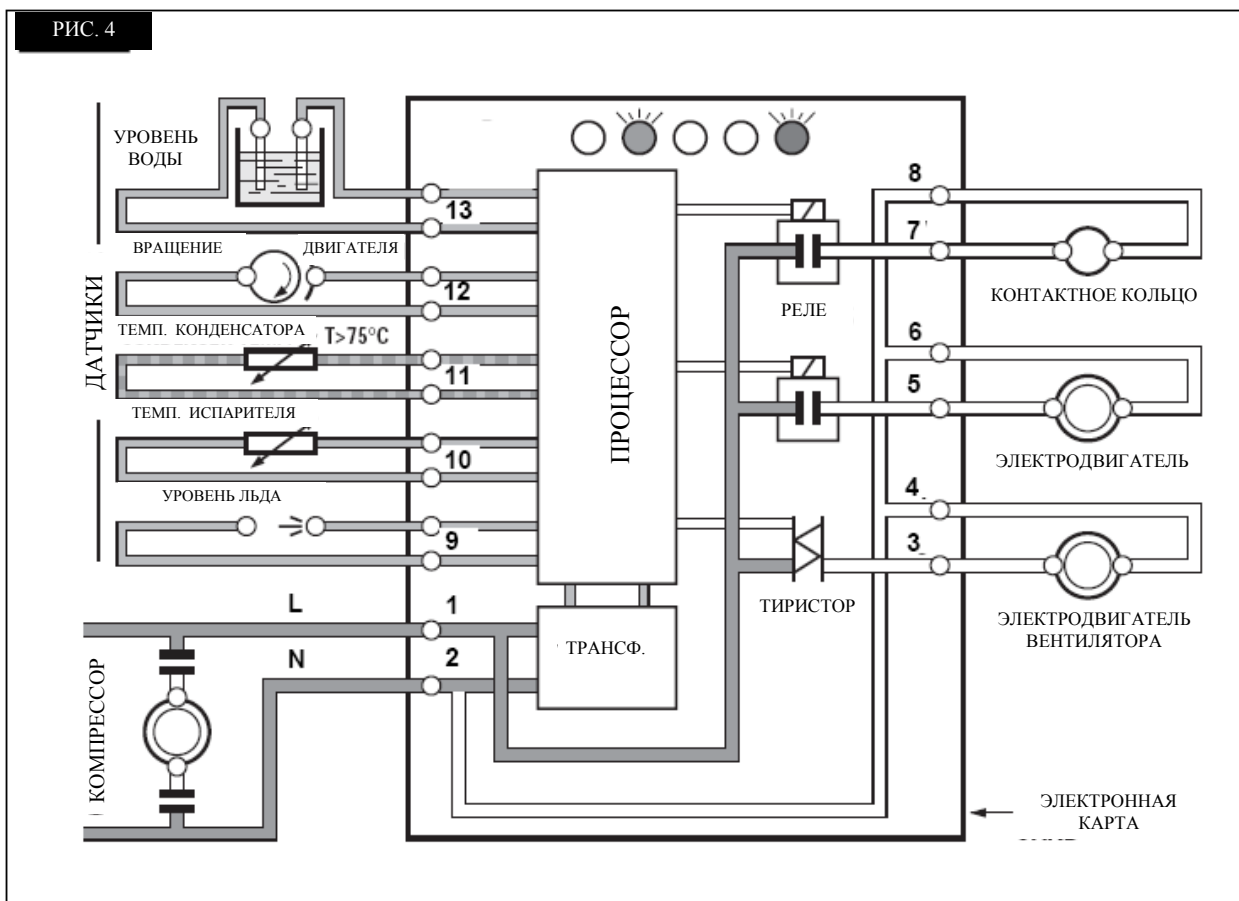 РИС. 4
УРОВЕНЬ
ВОДЫ
13
ВРАЩЕНИЕ ДВИГАТЕЛЯ
12
ТЕМП. КОНДЕНСАТОРА
T>75°C
11
ТЕМП. ИСПАРИТЕЛЯ
10
УРОВЕНЬ ЛЬДА
9
ДАТЧИКИ
L
1
N
2
КОМПРЕССОР
ПРОЦЕССОР
ТРАНСФ.
РЕЛЕ
ТИРИСТОР
8
7
КОНТАКТНОЕ КОЛЬЦО
6
5
ЭЛЕКТРОДВИГАТЕЛЬ
4
3
ЭЛЕКТРОДВИГАТЕЛЬ
ВЕНТИЛЯТОРА
ЭЛЕКТРОННАЯ
КАРТА